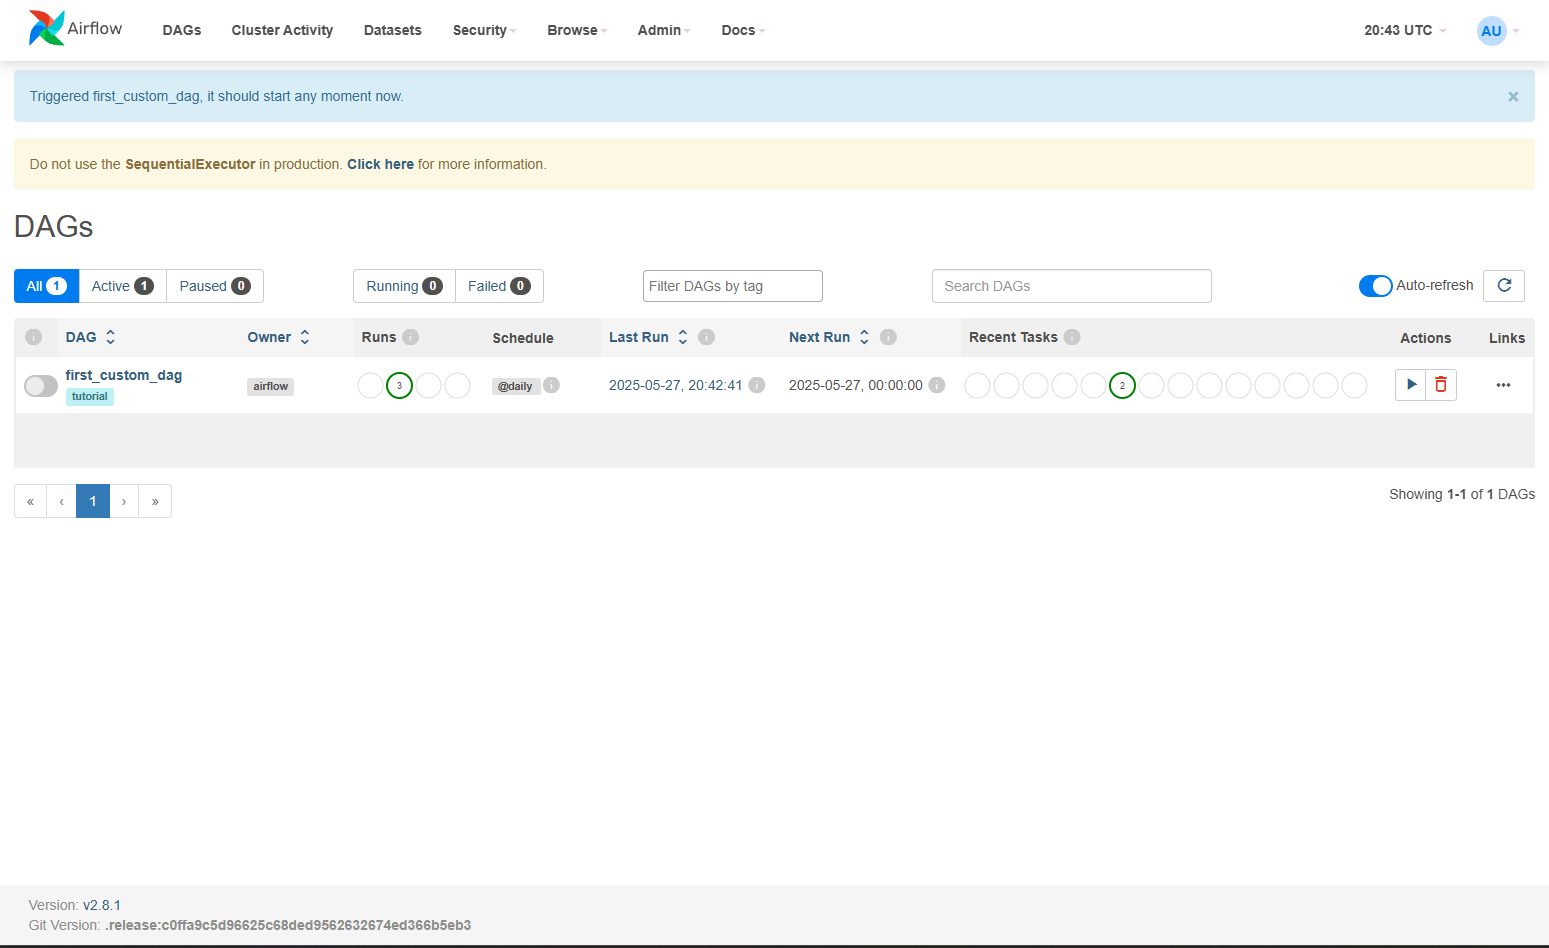 Airflow DAGs Cluster Activity Datasets Security Browse Admin Docs 20:43 UTC AU
Triggered first_custom_dag, it should start any moment now. ×
Do not use the SequentialExecutor in production. Click here for more information.
DAGs
All 1 Active 1 Paused 0 Running 0 Failed 0 Filter DAGs by tag Search DAGs Auto-refresh
i DAG Owner Runs i Schedule Last Run i Next Run i Recent Tasks i Actions Links
first_custom_dag airflow 3 @daily i 2025-05-27, 20:42:41 i 2025-05-27, 00:00:00 i 2 ···
tutorial
« ‹ 1 › » Showing 1-1 of 1 DAGs
Version: v2.8.1
Git Version: .release:c0ffa9c5d96625c68ded9562632674ed366b5eb3